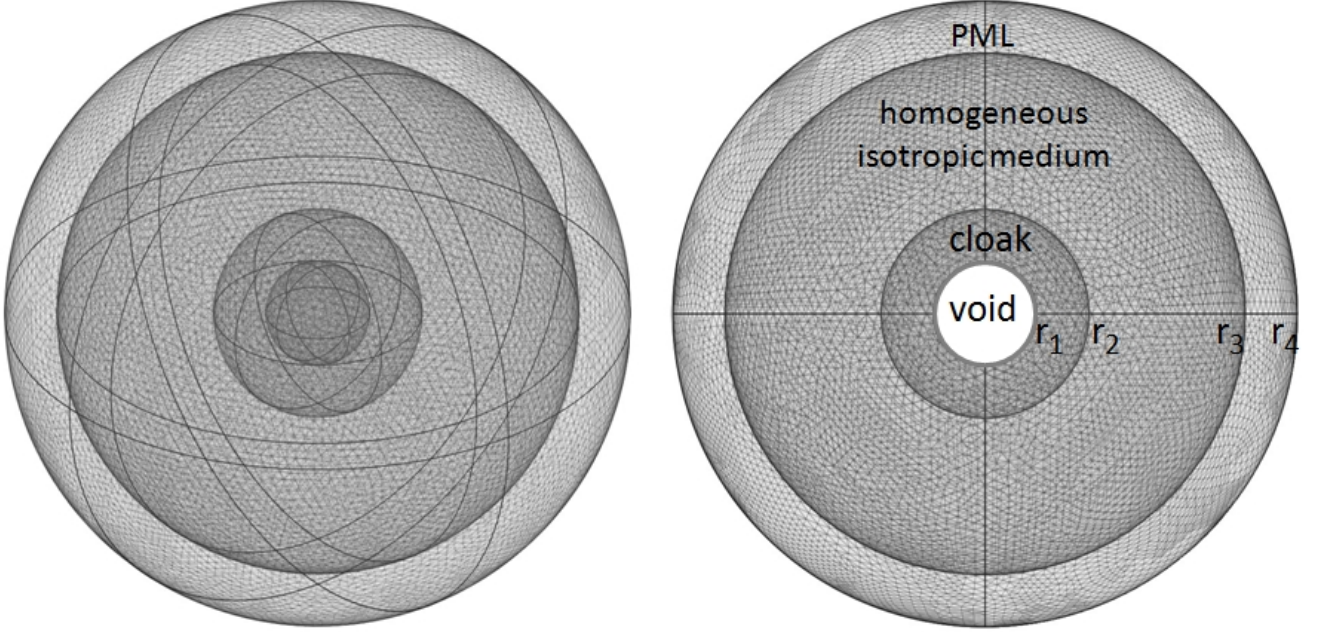 PML
homogeneous
isotropic medium
cloak
void
r1 r2 r3 r4